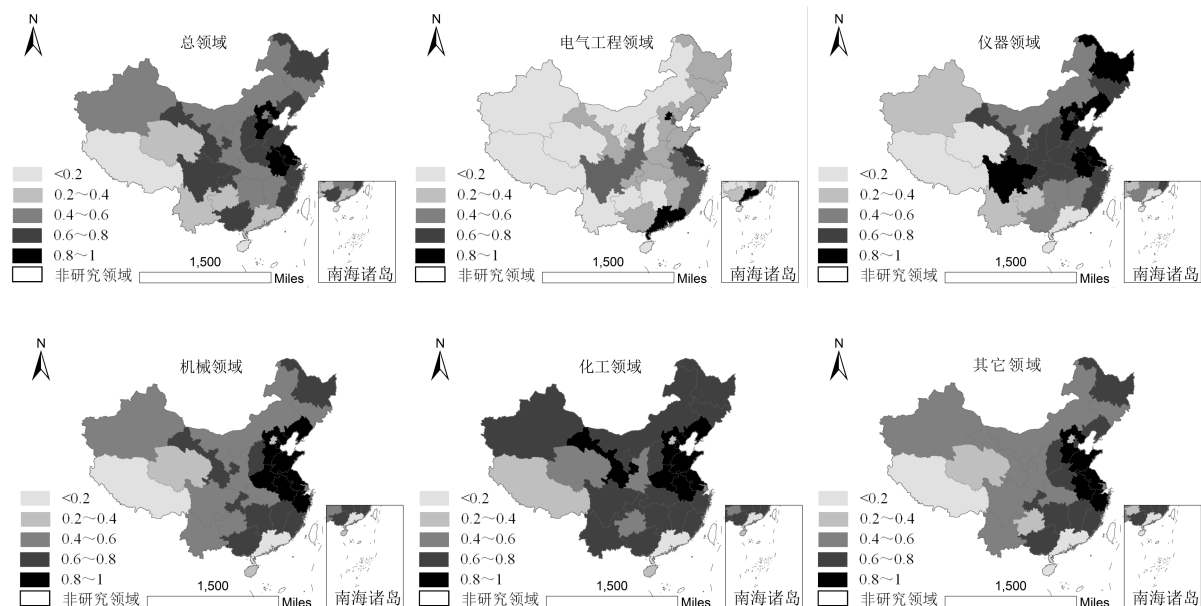 N
总领域
<0.2
0.2～0.4
0.4～0.6
0.6～0.8
0.8～1
非研究领域
1,500
Miles
南海诸岛
N
电气工程领域
<0.2
0.2～0.4
0.4～0.6
0.6～0.8
0.8～1
非研究领域
1,500
Miles
南海诸岛
N
仪器领域
<0.2
0.2～0.4
0.4～0.6
0.6～0.8
0.8～1
非研究领域
1,500
Miles
南海诸岛
N
机械领域
<0.2
0.2～0.4
0.4～0.6
0.6～0.8
0.8～1
非研究领域
1,500
Miles
南海诸岛
N
化工领域
<0.2
0.2～0.4
0.4～0.6
0.6～0.8
0.8～1
非研究领域
1,500
Miles
南海诸岛
N
其它领域
<0.2
0.2～0.4
0.4～0.6
0.6～0.8
0.8～1
非研究领域
1,500
Miles
南海诸岛